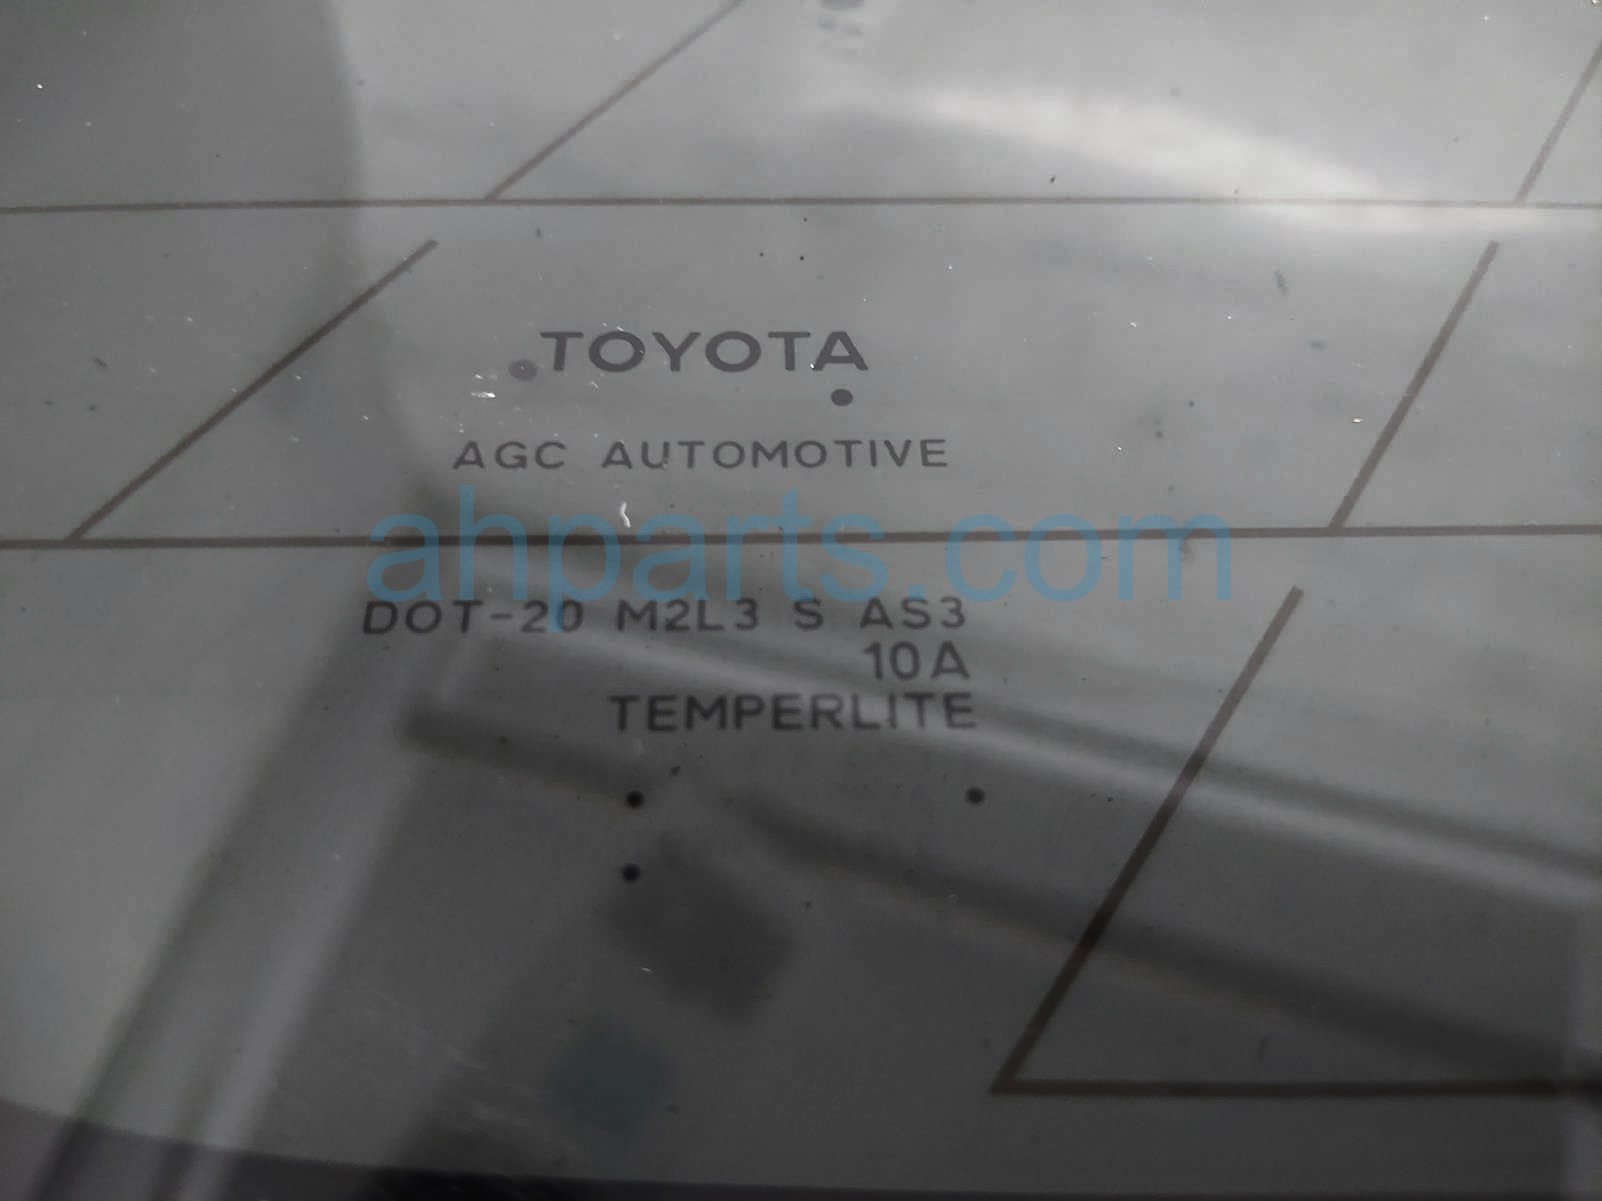 TOYOTA
AGC AUTOMOTIVE
ahparts.com
DOT-20 M2L3 S AS3
10A
TEMPERLITE